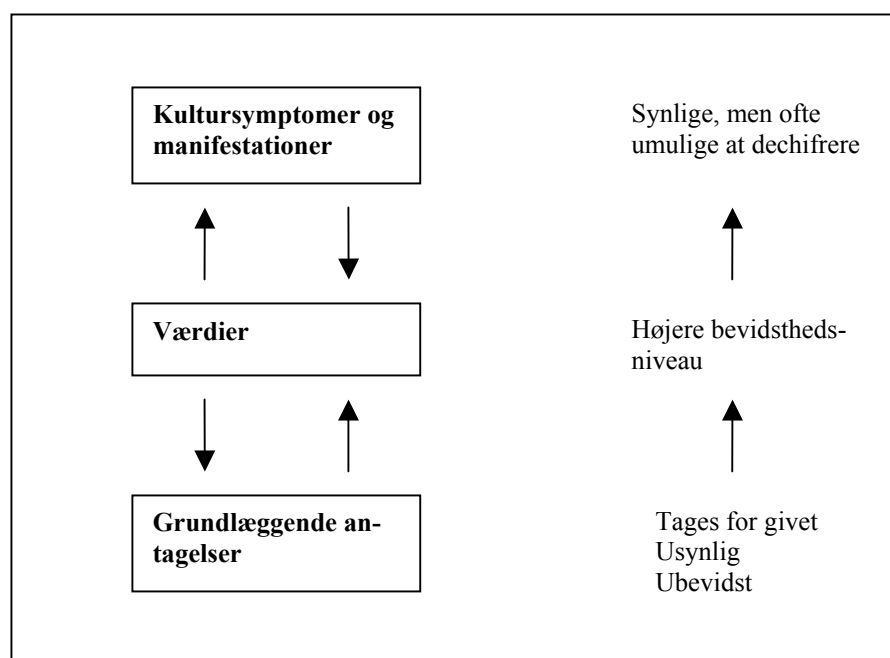 Kultursymptomer og
manifestationer
Synlige, men ofte
umulige at dechifrere
Værdier
Højere bevidstheds-
niveau
Grundlæggende an-
tagelser
Tages for givet
Usynlig
Ubevidst